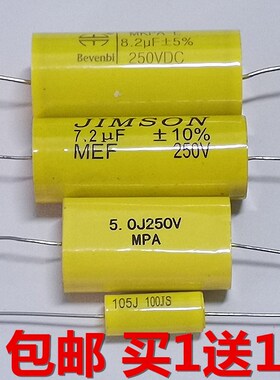 8.2μF±5%
Bevenbi
250VDC
JIMSON
7.2μF ±10%
MEF 250V
5.0J250V
MPA
105J 100JS
包邮 买1送1